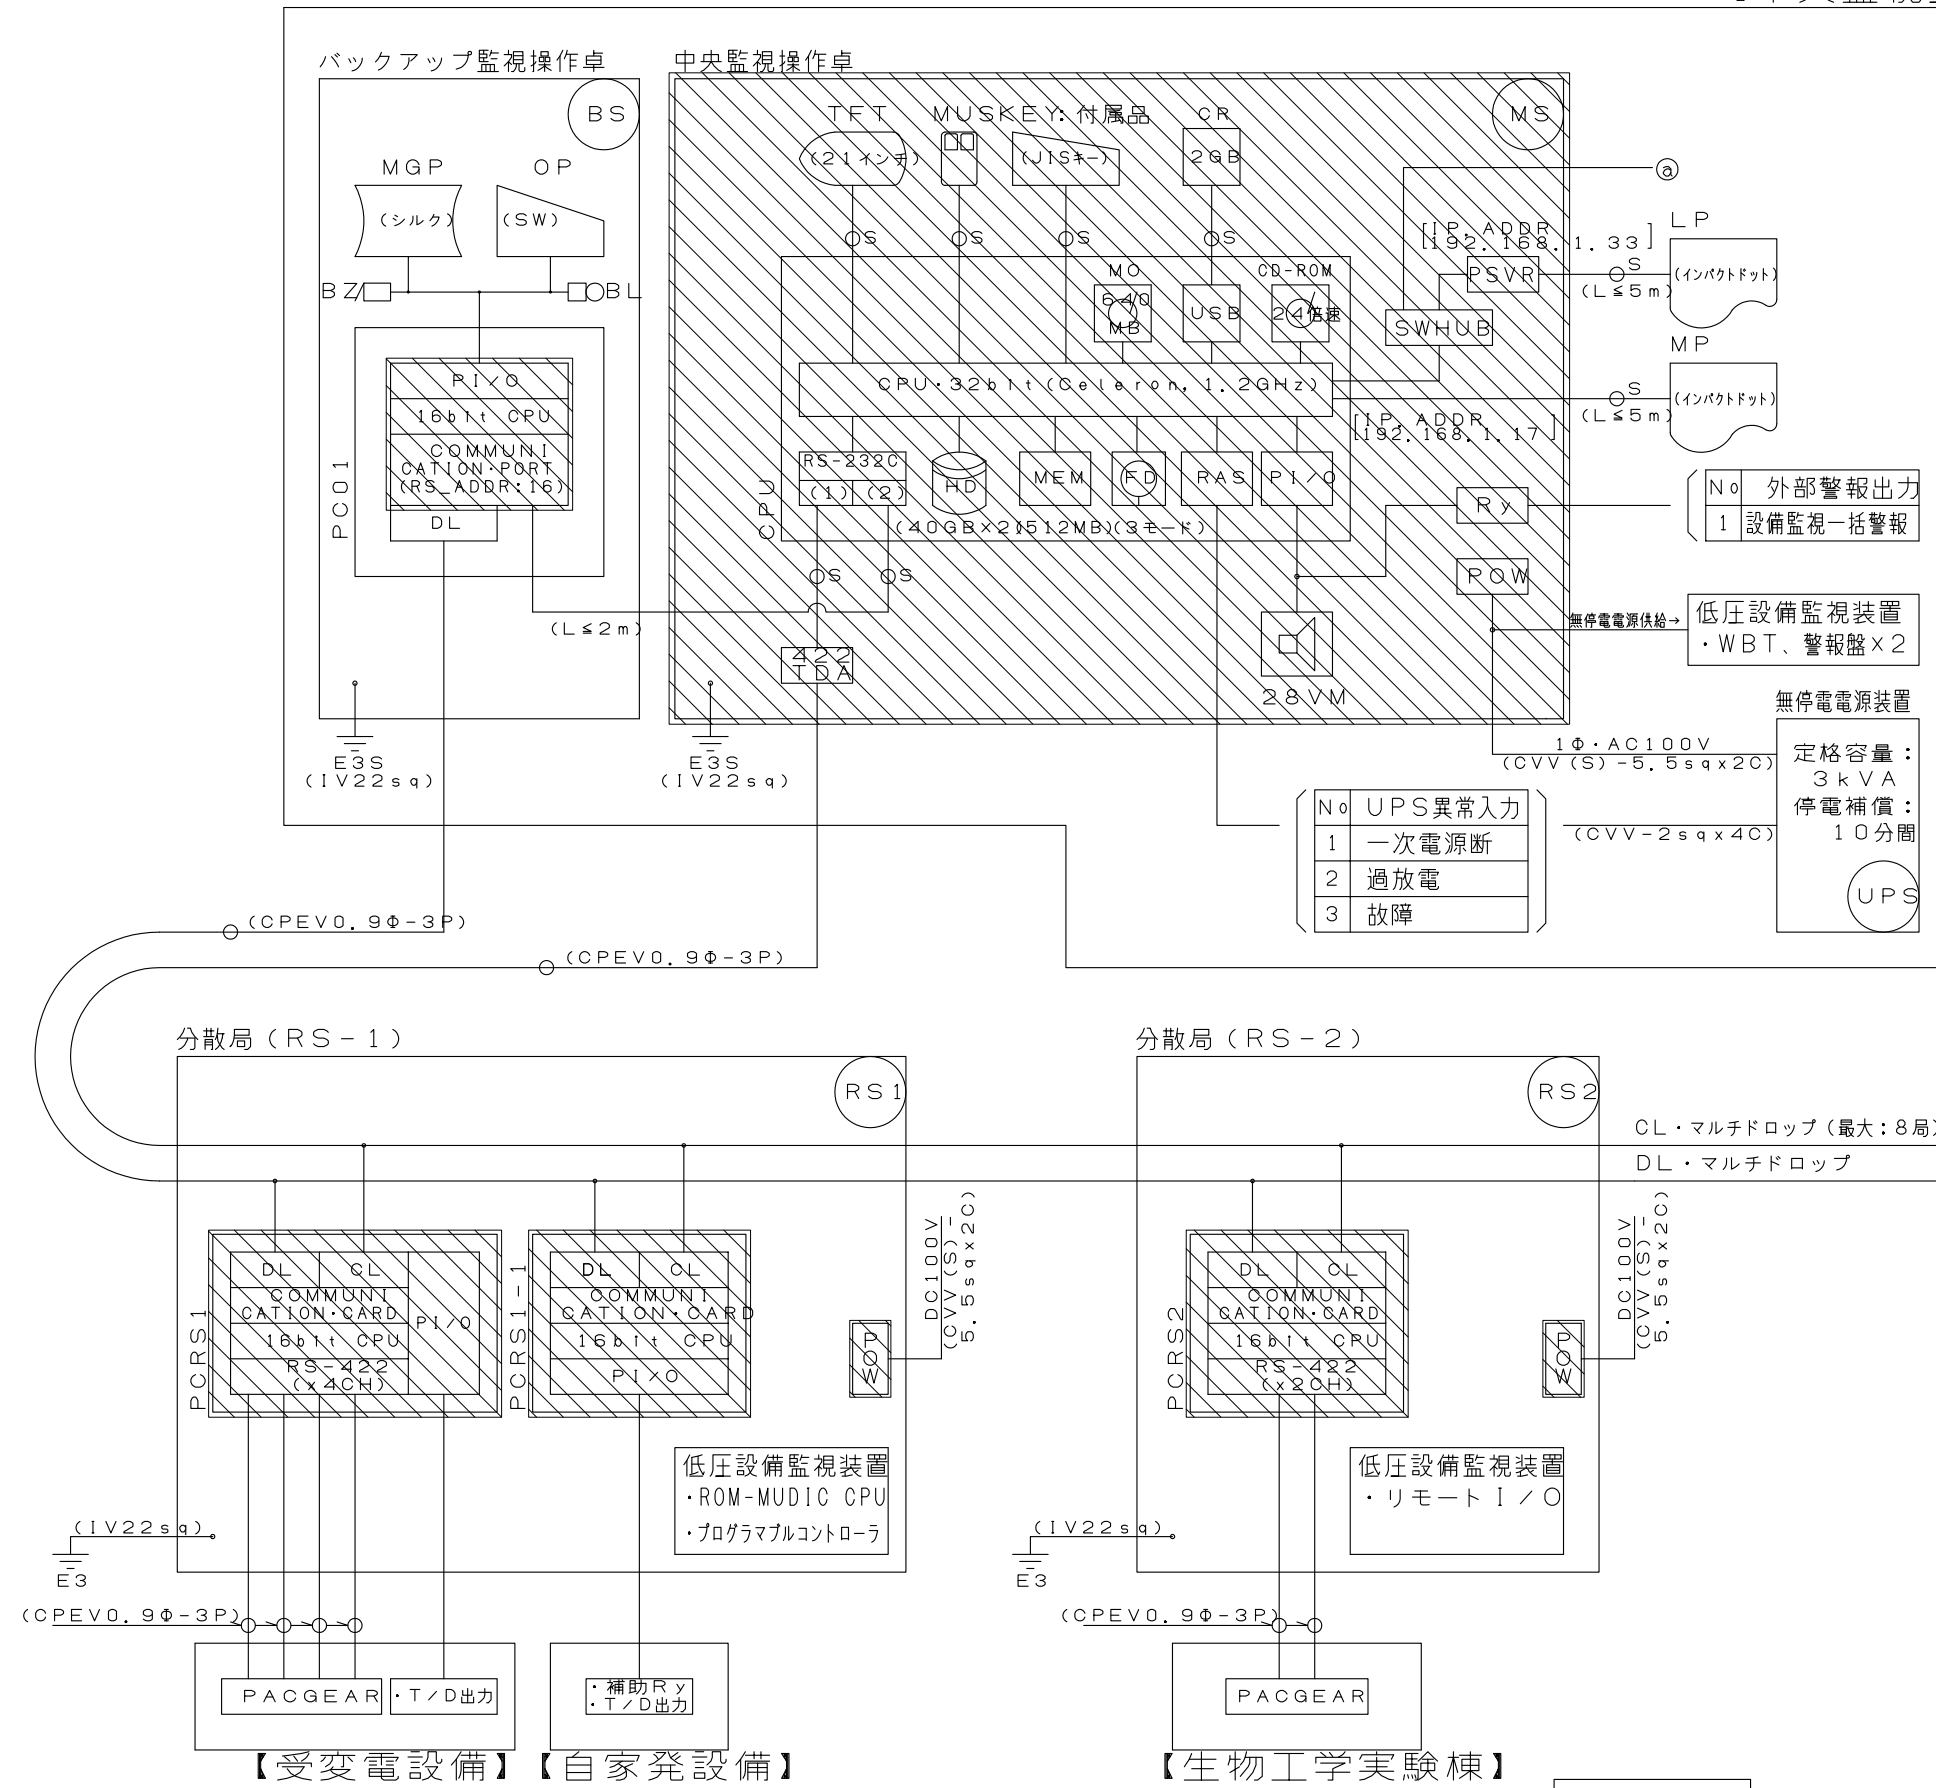 バックアップ監視操作卓
BS
MGP
OP
(シルク)
(SW)
BZ
BL
PC01
PI/O
16bit CPU
COMMUNI
CATION・PORT
(RS_ADDR:16)
DL
(L≦2m)
E3S
(IV22sq)
中央監視操作卓
MS
TFT
MUS
KEY:付属品
CR
(21インチ)
(JISキー)
2GB
S
S
S
S
MO
CD-ROM
640
MB
USB
24倍速
CPU・32bit(Celeron, 1.2GHz)
CPU
RS-232C
(1)
(2)
HD
MEM
FD
RAS
PI/O
(40GB×2)
(512MB)
(3モード)
S
S
422
TDA
28VM
E3S
(IV22sq)
ⓐ
[IP. ADDR
192.168.1.33]
PSVR
SWHUB
S
(L≦5m)
LP
(インパクトドット)
MP
S
(L≦5m)
(インパクトドット)
[IP. ADDR
192.168.1.17]
Ry
No 外部警報出力
1 設備監視一括警報
POW
無停電電源供給→
低圧設備監視装置
・WBT、警報盤×2
無停電電源装置
1Φ・AC100V
(CVV(S)-5.5sqx2C)
定格容量:
3kVA
停電補償:
10分間
UPS
No UPS異常入力
1 一次電源断
2 過放電
3 故障
(CVV-2sqx4C)
(CPEV0.9Φ-3P)
(CPEV0.9Φ-3P)
分散局(RS-1)
RS1
PCRS1
DL
CL
COMMUNI
CATION・CARD
16bit CPU
RS-422
(x4CH)
PI/O
PCRS1-1
DL
CL
COMMUNI
CATION・CARD
16bit CPU
PI/O
POW
DC100V
(CVV(S)-
5.5sqx2C)
低圧設備監視装置
・ROM-MUDIC CPU
・プログラマブルコントローラ
(IV22sq)
E3
(CPEV0.9Φ-3P)
PACGEAR
・T/D出力
・補助Ry
・T/D出力
【受変電設備】
【自家発設備】
分散局(RS-2)
RS2
CL・マルチドロップ(最大:8局)
DL・マルチドロップ
PCRS2
DL
CL
COMMUNI
CATION・CARD
16bit CPU
RS-422
(x2CH)
POW
DC100V
(CVV(S)-
5.5sqx2C)
低圧設備監視装置
・リモートI/O
(IV22sq)
E3
(CPEV0.9Φ-3P)
PACGEAR
【生物工学実験棟】